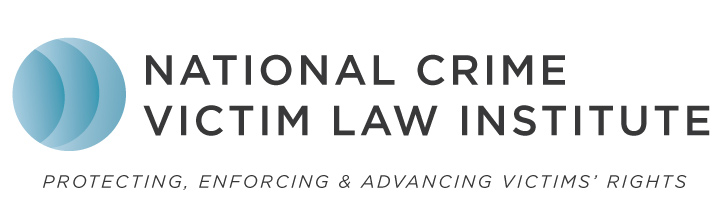 NATIONAL CRIME
VICTIM LAW INSTITUTE
PROTECTING, ENFORCING & ADVANCING VICTIMS’ RIGHTS